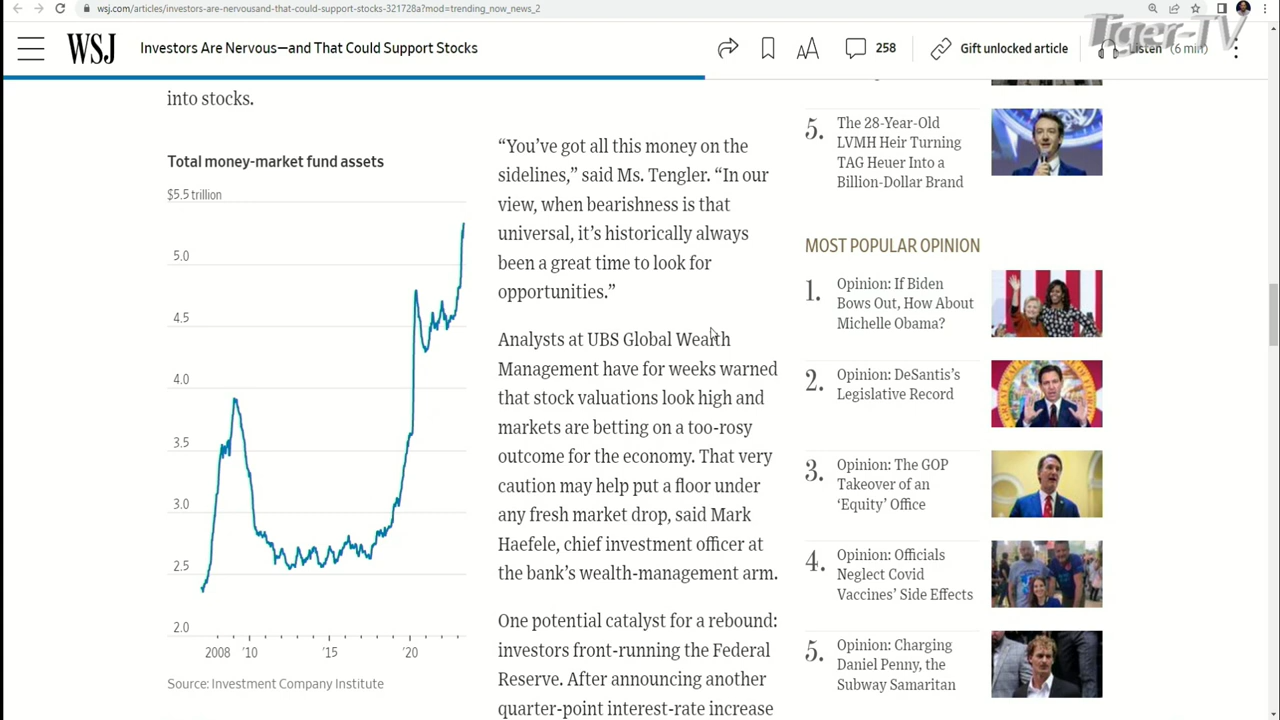 wsj.com/articles/investors-are-nervousand-that-could-support-stocks-321728a?mod=trending_now_news_2
Tiger-TV
WSJ
Investors Are Nervous—and That Could Support Stocks
258
Gift unlocked article
Listen (6 min)
into stocks.
Total money-market fund assets
$5.5 trillion
5.0
4.5
4.0
3.5
3.0
2.5
2.0
2008 '10 '15 '20
Source: Investment Company Institute
“You’ve got all this money on the
sidelines,” said Ms. Tengler. “In our
view, when bearishness is that
universal, it’s historically always
been a great time to look for
opportunities.”
Analysts at UBS Global Wealth
Management have for weeks warned
that stock valuations look high and
markets are betting on a too-rosy
outcome for the economy. That very
caution may help put a floor under
any fresh market drop, said Mark
Haefele, chief investment officer at
the bank’s wealth-management arm.
One potential catalyst for a rebound:
investors front-running the Federal
Reserve. After announcing another
quarter-point interest-rate increase
5.
The 28-Year-Old
LVMH Heir Turning
TAG Heuer Into a
Billion-Dollar Brand
MOST POPULAR OPINION
1.
Opinion: If Biden
Bows Out, How About
Michelle Obama?
2.
Opinion: DeSantis’s
Legislative Record
3.
Opinion: The GOP
Takeover of an
‘Equity’ Office
4.
Opinion: Officials
Neglect Covid
Vaccines’ Side Effects
5.
Opinion: Charging
Daniel Penny, the
Subway Samaritan